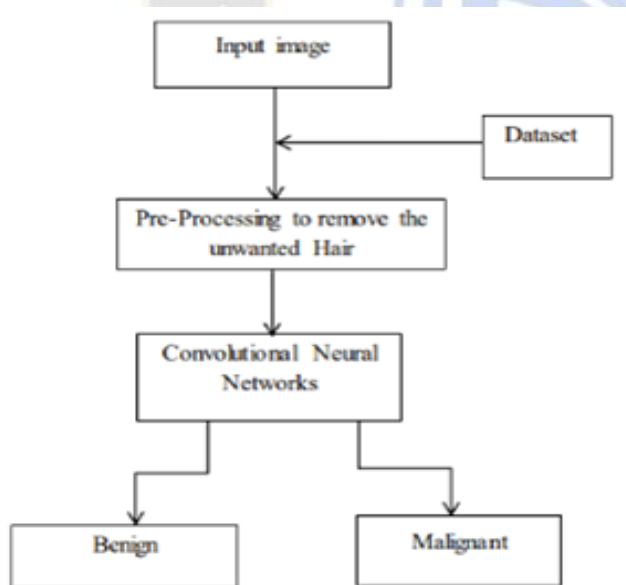 Input image
Dataset
Pre-Processing to remove the
unwanted Hair
Convolutional Neural
Networks
Benign
Malignant